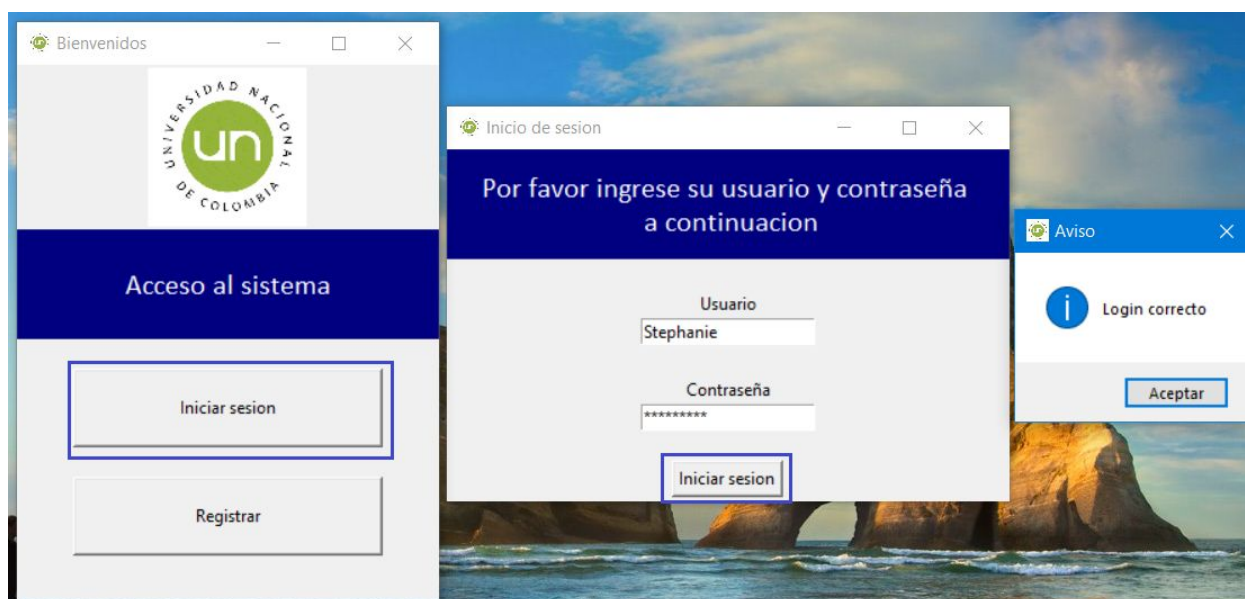 Bienvenidos
UNIVERSIDAD NACIONAL
DE COLOMBIA
un
Acceso al sistema
Iniciar sesion
Registrar
Inicio de sesion
Por favor ingrese su usuario y contraseña
a continuacion
Usuario
Stephanie
Contraseña
*********
Iniciar sesion
Aviso
i
Login correcto
Aceptar